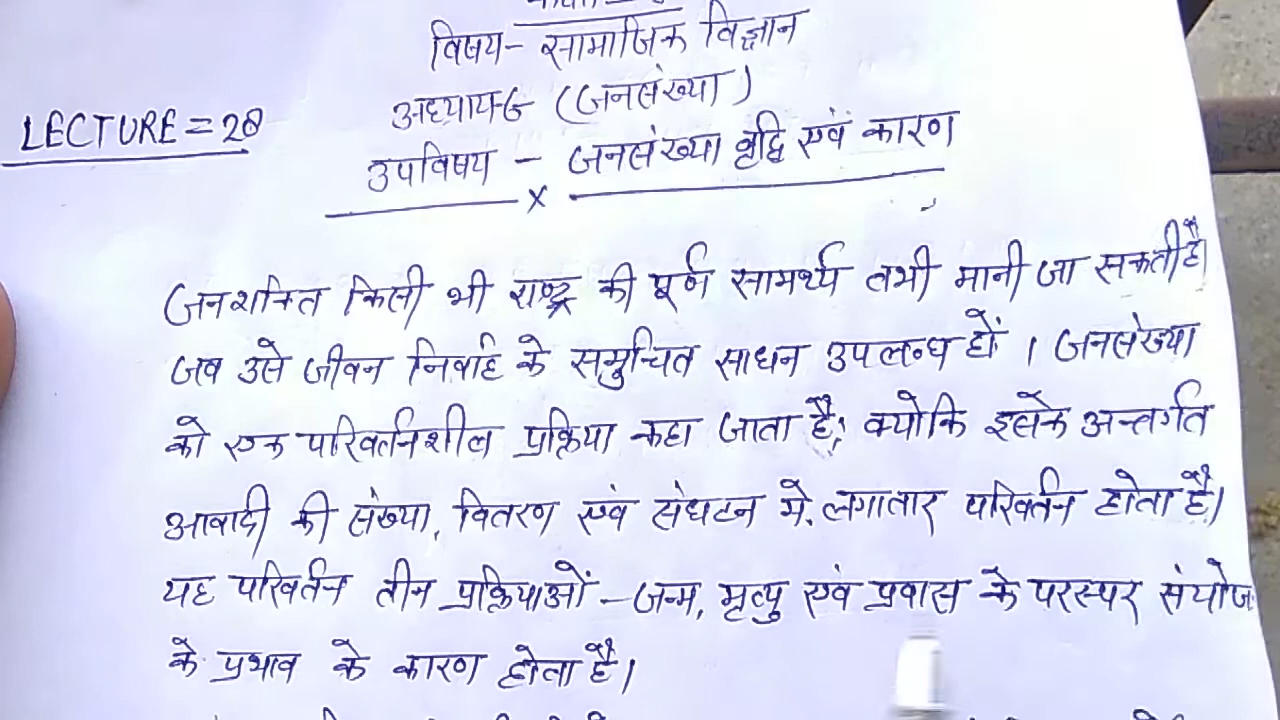 विषय- सामाजिक विज्ञान
अध्याय-6 (जनसंख्या)
LECTURE = 28
उपविषय - जनसंख्या वृद्धि एवं कारण
x
जनशक्ति किसी भी राष्ट्र की पूर्ण सामर्थ्य तभी मानी जा सकती है।
जब उसे जीवन निर्वाह के समुचित साधन उपलब्ध हों । जनसंख्या
को एक परिवर्तनशील प्रक्रिया कहा जाता है; क्योकि इसके अन्तर्गत
आबादी की संख्या, वितरण एवं संघटन मे लगातार परिवर्तन होता है।
यह परिवर्तन तीन प्रक्रियाओं - जन्म, मृत्यु एवं प्रवास के परस्पर संयोज
के प्रभाव के कारण होता है।